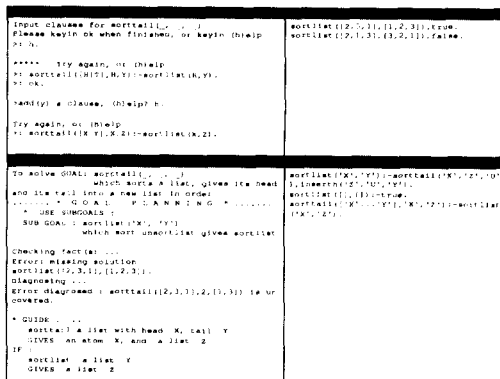 Input clauses for sorttail(_, _, _)
Please keyin ok when finished, or keyin (h)elp
>: h.
***** Try again, or (h)elp
>: sorttail([H|T],H,Y):-sortlist(H,Y).
>: ok.
>add(y) a clause, (h)elp? h.
Try again, or (h)elp
>: sorttail([X Y],X,Z):-sortlist(X,Z).
sortlist([2,3,1],[1,2,3]),true.
sortlist([2,1,3],[3,2,1]),false.
To solve GOAL: sorttail(_, _, _)
which sorts a list, gives its head
and its tail into a new list in order
...... * G O A L P L A N N I N G * ......
* USE SUBGOALS :
SUB GOAL : sortlist('X', 'Y')
which sort unsortlist gives sortlist
Checking fact(s) ...
Error: missing solution
sortlist([2,3,1],[1,2,3]).
diagnosing ...
Error diagnosed : sorttail([2,3,1],2,[1,3]) is un
covered.
* GUIDE . ..
sorttail a list with head X, tail Y
GIVES an atom X, and a list Z
IF :
sortlist a list Y
GIVES a list Z
sortlist('X','Y'):-sorttail('X','Z','U'
),inserth('Z','U','Y').
sortlist([],[]):-true.
sorttail(['X'...'Y'],'X','Z'):-sortlist
('X','Z').